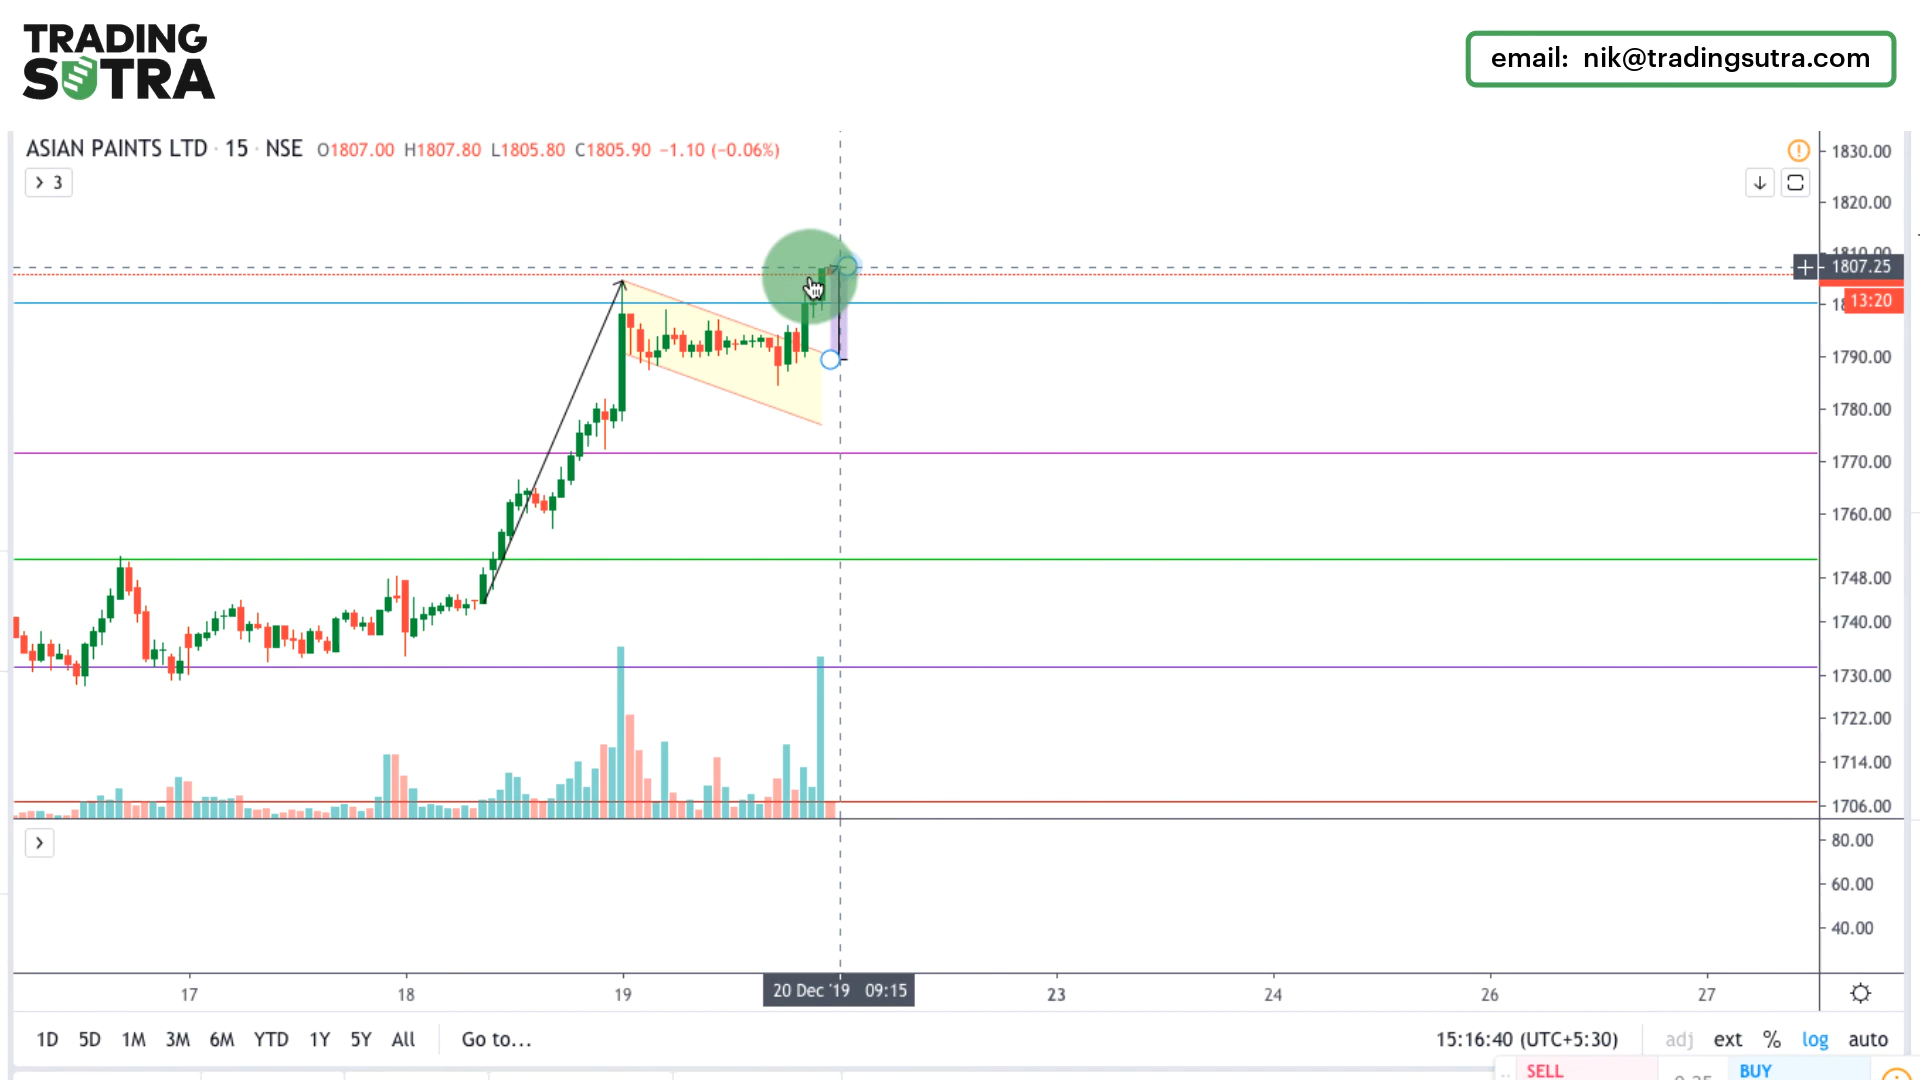 TRADING
SUTRA
email: nik@tradingsutra.com
ASIAN PAINTS LTD · 15 · NSE O1807.00 H1807.80 L1805.80 C1805.90 −1.10 (−0.06%)
3
1830.00
1820.00
1810.00
1807.25
13:20
1790.00
1780.00
1770.00
1760.00
1748.00
1740.00
1730.00
1722.00
1714.00
1706.00
80.00
60.00
40.00
17 18 19 20 Dec '19 09:15 23 24 26 27
1D 5D 1M 3M 6M YTD 1Y 5Y All Go to... 15:16:40 (UTC+5:30) adj ext % log auto
SELL BUY